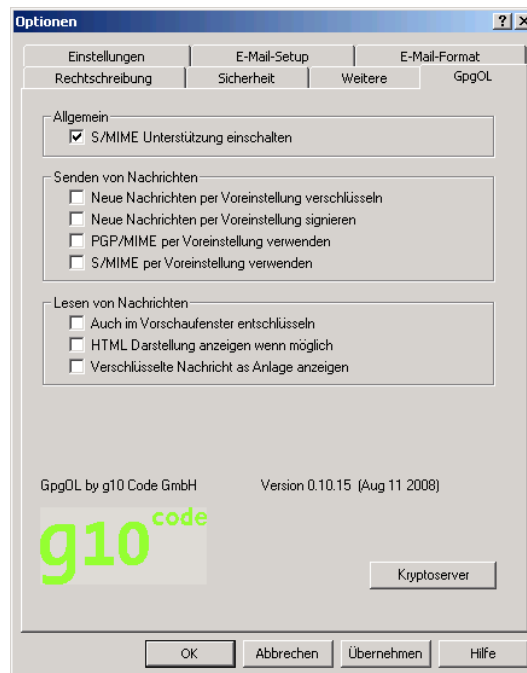 Optionen
Einstellungen
E-Mail-Setup
E-Mail-Format
Rechtschreibung
Sicherheit
Weitere
GpgOL
Allgemein
S/MIME Unterstützung einschalten
Senden von Nachrichten
Neue Nachrichten per Voreinstellung verschlüsseln
Neue Nachrichten per Voreinstellung signieren
PGP/MIME per Voreinstellung verwenden
S/MIME per Voreinstellung verwenden
Lesen von Nachrichten
Auch im Vorschaufenster entschlüsseln
HTML Darstellung anzeigen wenn möglich
Verschlüsselte Nachricht as Anlage anzeigen
GpgOL by g10 Code GmbH
Version 0.10.15 (Aug 11 2008)
g10 code
Kryptoserver
OK
Abbrechen
Übernehmen
Hilfe